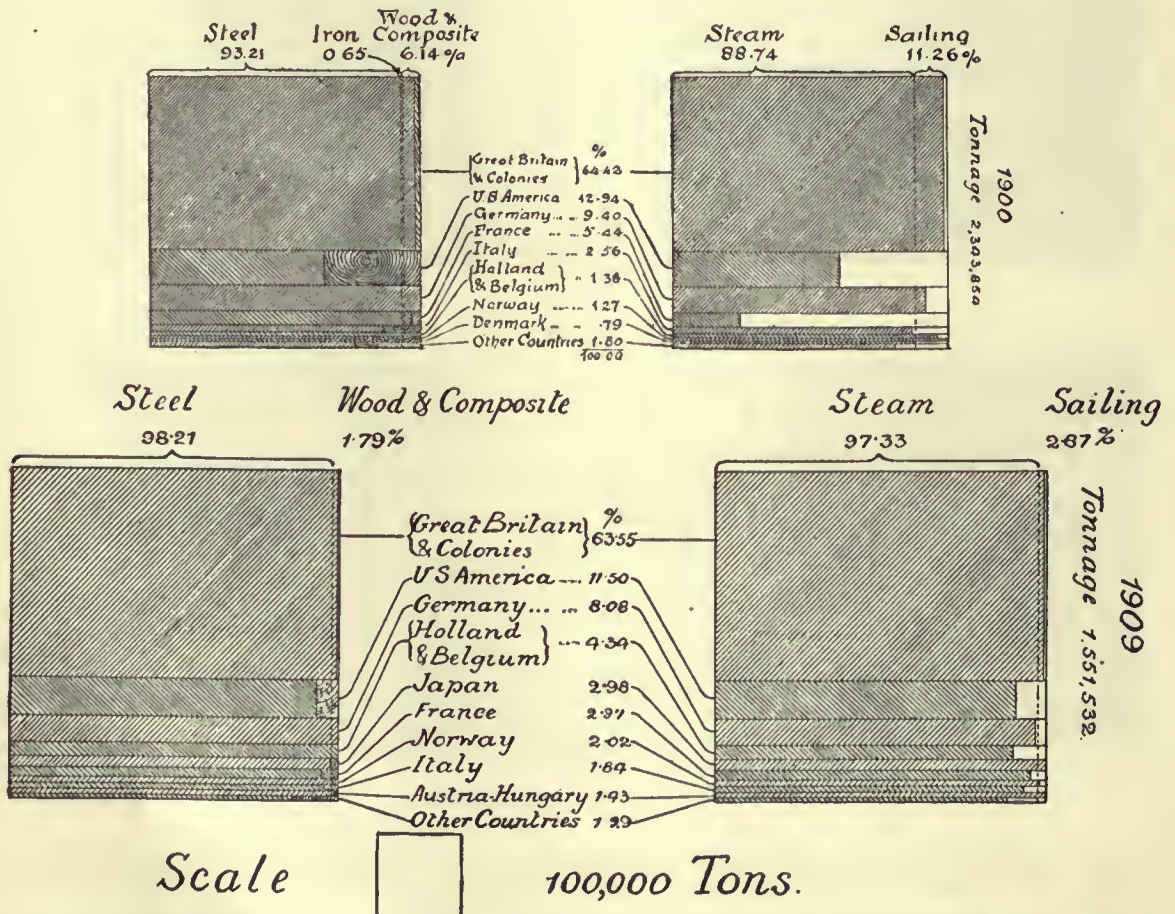 Wood &
Steel Iron Composite
93.21 0 65 6.14 %
Steam Sailing
88.74 11.26 %
1900
Tonnage 2,343,854
%
Great Britain & Colonies 64.42
U S America 12.94
Germany 9.40
France 5.44
Italy 2.56
Holland & Belgium 1.38
Norway 1.27
Denmark .79
Other Countries 1.80
100.00
Steel Wood & Composite
98.21 1.79%
Steam Sailing
97.33 2.87%
1909
Tonnage 1,551,532
%
Great Britain & Colonies 63.55
U S America 11.50
Germany 8.08
Holland & Belgium 4.34
Japan 2.98
France 2.97
Norway 2.02
Italy 1.84
Austria-Hungary 1.43
Other Countries 1 29
Scale 100,000 Tons.